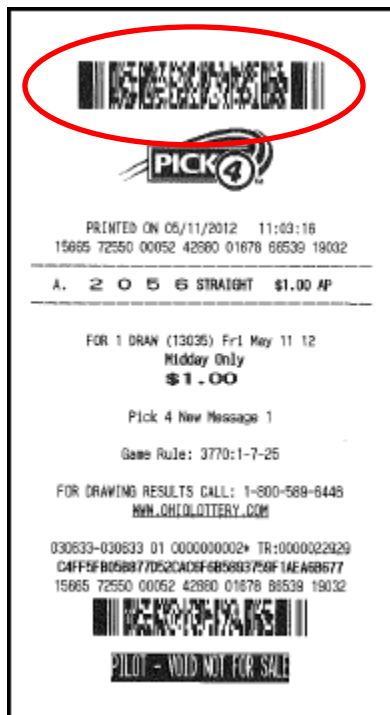 PICK 4
PRINTED ON 05/11/2012 11:03:16
15665 72550 00052 42880 01678 66539 19032
A. 2 0 5 6 STRAIGHT $1.00 AP
FOR 1 DRAW (13035) Fri May 11 12
Midday Only
$1.00
Pick 4 New Message 1
Game Rule: 3770:1-7-25
FOR DRAWING RESULTS CALL: 1-800-589-6446
WWW.OHIOLOTTERY.COM
030633-030633 01 0000000002* TR:0000022929
15665 72550 00052 42880 01678 66539 19032
PILOT - VOID NOT FOR SALE